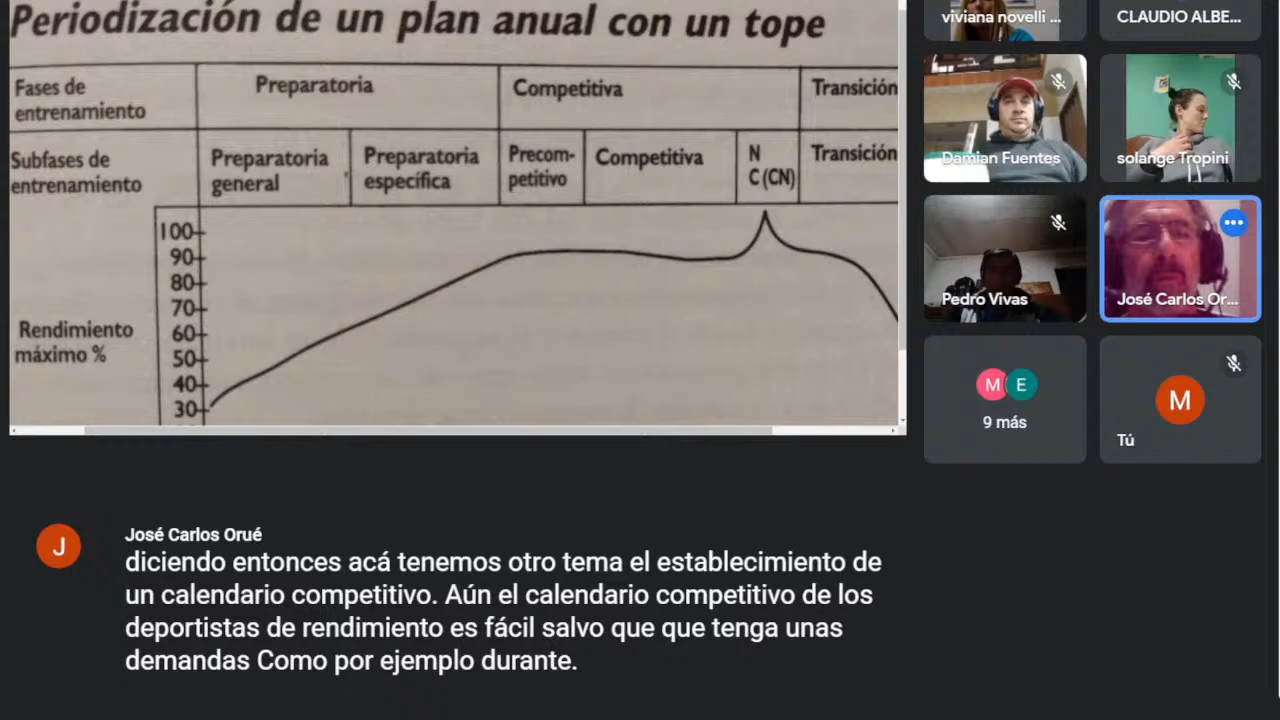 Periodización de un plan anual con un tope
Fases de
entrenamiento
Preparatoria
Competitiva
Transición
Subfases de
entrenamiento
Preparatoria
general
Preparatoria
específica
Precom-
petitivo
Competitiva
N
C (CN)
Transición
Rendimiento
máximo %
100
90
80
70
60
50
40
30
viviana novelli ...
CLAUDIO ALBE...
Damian Fuentes
solange Tropini
Pedro Vivas
José Carlos Or...
M
E
9 más
M
Tú
J
José Carlos Orué
diciendo entonces acá tenemos otro tema el establecimiento de
un calendario competitivo. Aún el calendario competitivo de los
deportistas de rendimiento es fácil salvo que que tenga unas
demandas Como por ejemplo durante.